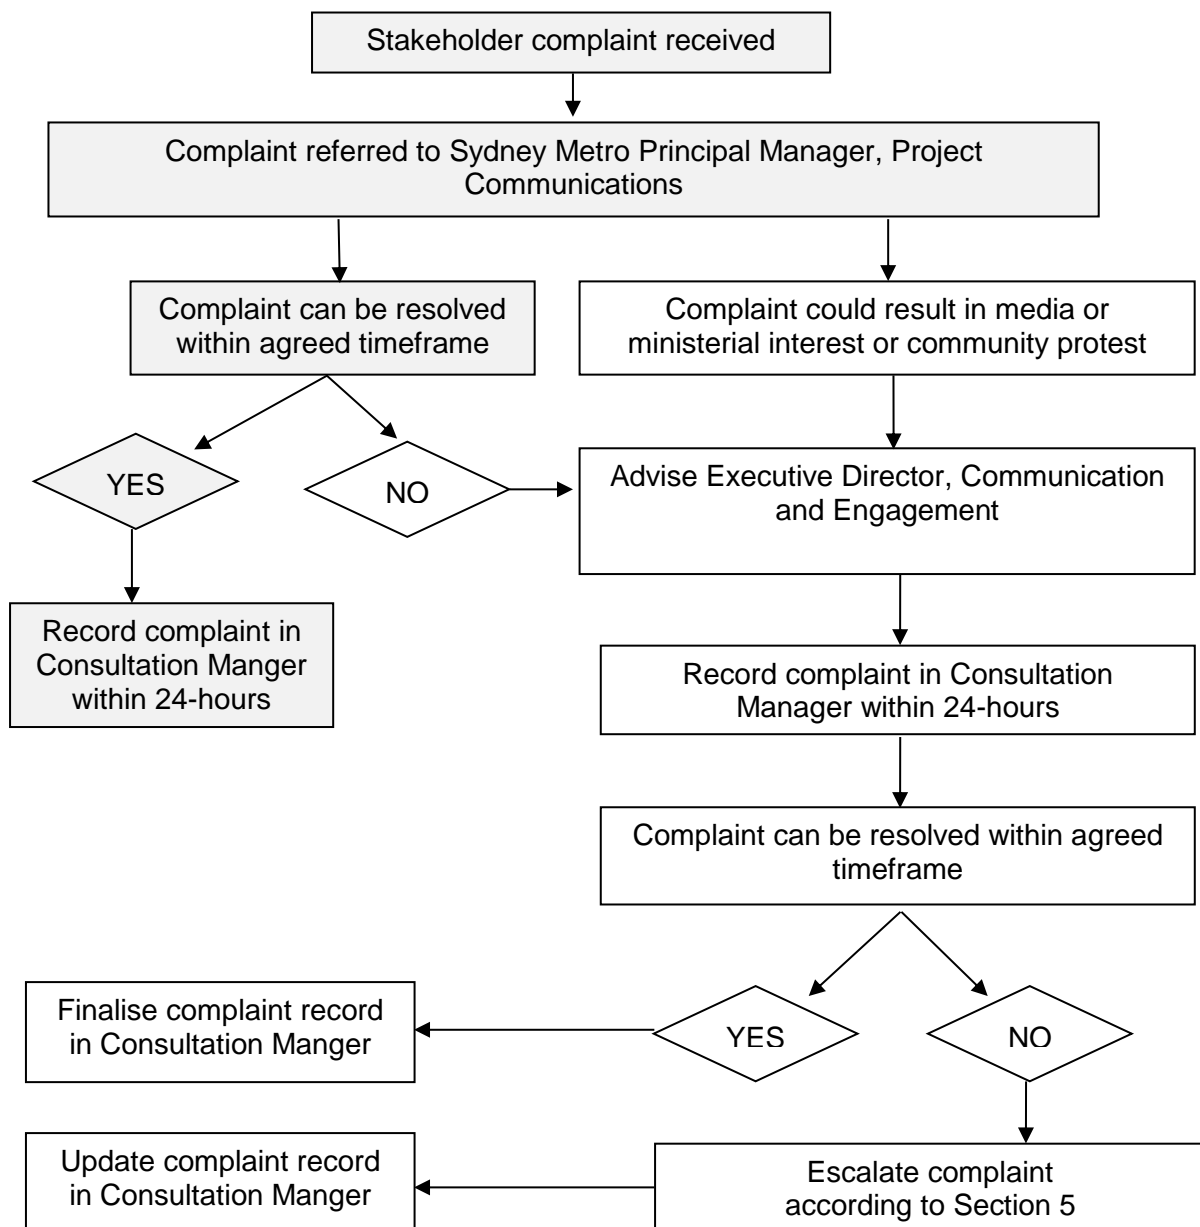 Stakeholder complaint received
Complaint referred to Sydney Metro Principal Manager, Project
Communications
Complaint can be resolved
within agreed timeframe
Complaint could result in media or
ministerial interest or community protest
YES
NO
Advise Executive Director, Communication
and Engagement
Record complaint in
Consultation Manger
within 24-hours
Record complaint in Consultation
Manager within 24-hours
Complaint can be resolved within agreed
timeframe
Finalise complaint record
in Consultation Manger
YES
NO
Update complaint record
in Consultation Manger
Escalate complaint
according to Section 5